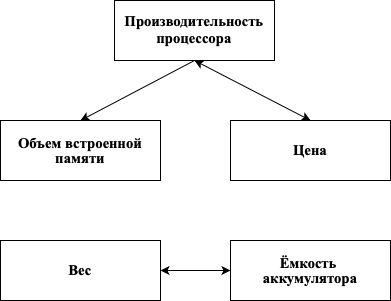 Производительность
процессора
Объем встроенной
памяти
Цена
Вес
Ёмкость
аккумулятора